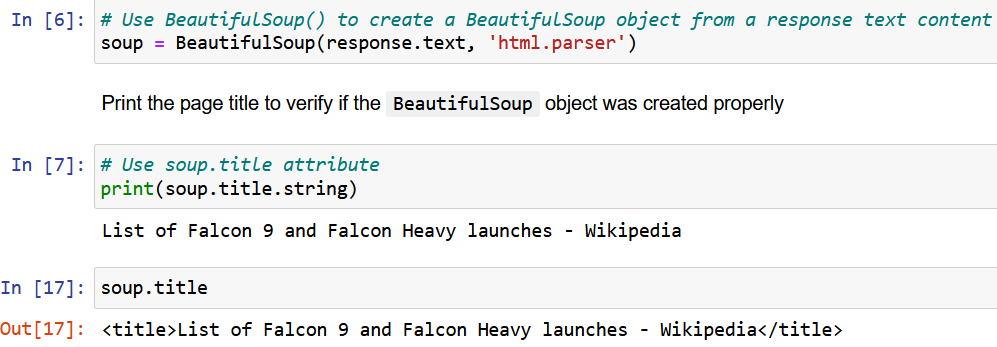 In [6]: # Use BeautifulSoup() to create a BeautifulSoup object from a response text content
soup = BeautifulSoup(response.text, 'html.parser')
Print the page title to verify if the BeautifulSoup object was created properly
In [7]: # Use soup.title attribute
print(soup.title.string)
List of Falcon 9 and Falcon Heavy launches - Wikipedia
In [17]: soup.title
Out[17]: <title>List of Falcon 9 and Falcon Heavy launches - Wikipedia</title>